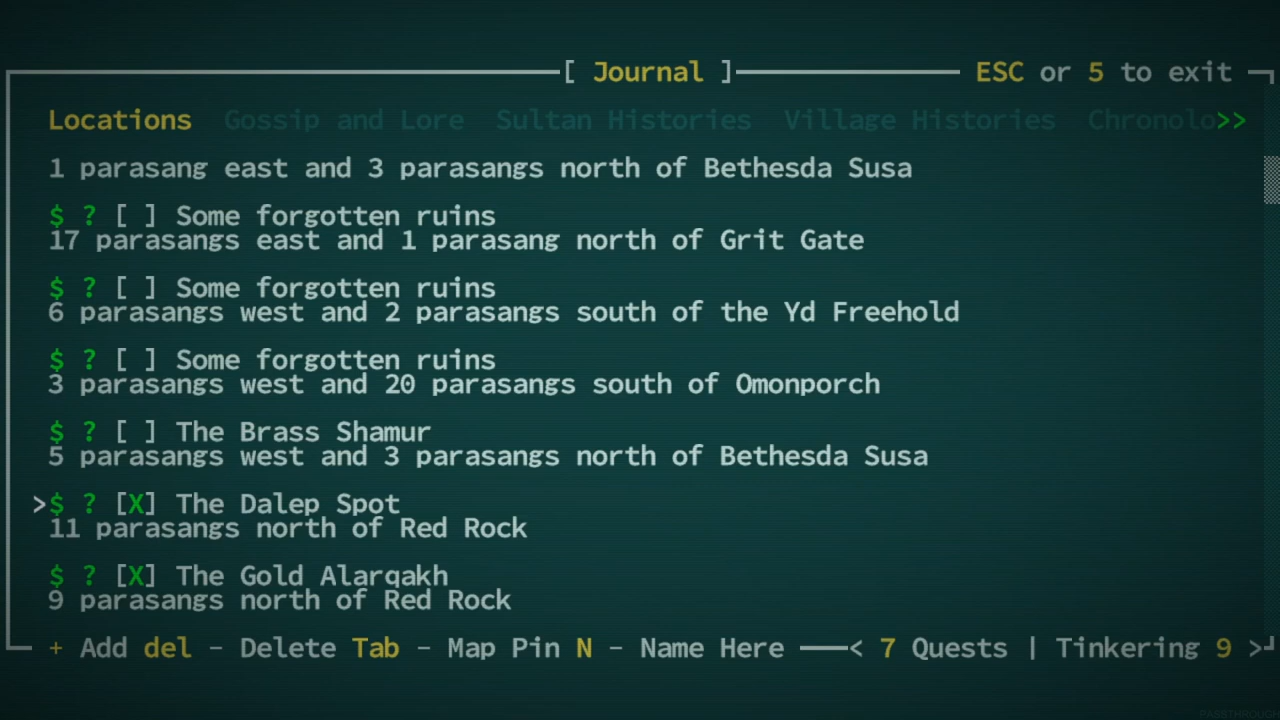 [ Journal ] ESC or 5 to exit
Locations Gossip and Lore Sultan Histories Village Histories Chronolo>>
1 parasang east and 3 parasangs north of Bethesda Susa
$ ? [ ] Some forgotten ruins
17 parasangs east and 1 parasang north of Grit Gate
$ ? [ ] Some forgotten ruins
6 parasangs west and 2 parasangs south of the Yd Freehold
$ ? [ ] Some forgotten ruins
3 parasangs west and 20 parasangs south of Omonporch
$ ? [ ] The Brass Shamur
5 parasangs west and 3 parasangs north of Bethesda Susa
>$ ? [X] The Dalep Spot
11 parasangs north of Red Rock
$ ? [X] The Gold Alarqakh
9 parasangs north of Red Rock
+ Add del - Delete Tab - Map Pin N - Name Here < 7 Quests | Tinkering 9 >